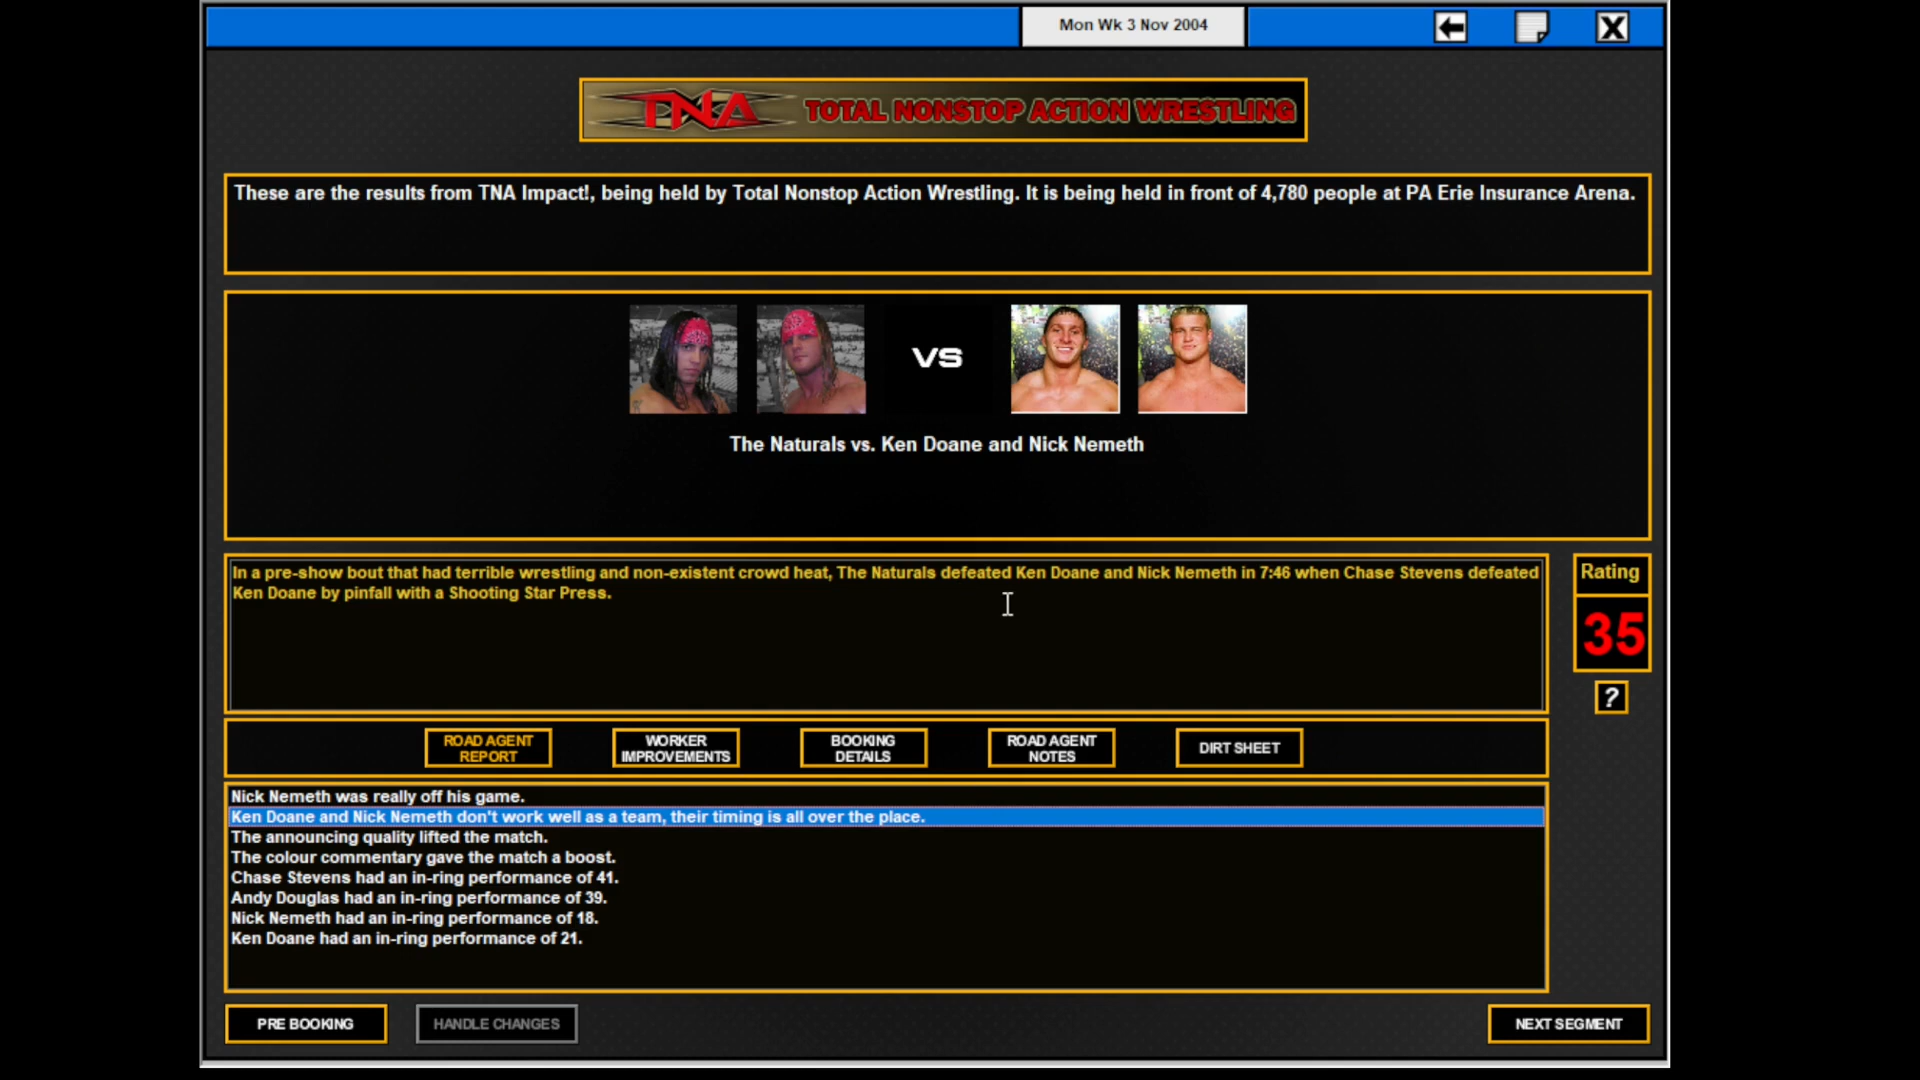 Mon Wk 3 Nov 2004
TNA TOTAL NONSTOP ACTION WRESTLING
These are the results from TNA Impact!, being held by Total Nonstop Action Wrestling. It is being held in front of 4,780 people at PA Erie Insurance Arena.
VS
The Naturals vs. Ken Doane and Nick Nemeth
In a pre-show bout that had terrible wrestling and non-existent crowd heat, The Naturals defeated Ken Doane and Nick Nemeth in 7:46 when Chase Stevens defeated
Ken Doane by pinfall with a Shooting Star Press.
Rating
35
?
ROAD AGENT
REPORT
WORKER
IMPROVEMENTS
BOOKING
DETAILS
ROAD AGENT
NOTES
DIRT SHEET
Nick Nemeth was really off his game.
Ken Doane and Nick Nemeth don't work well as a team, their timing is all over the place.
The announcing quality lifted the match.
The colour commentary gave the match a boost.
Chase Stevens had an in-ring performance of 41.
Andy Douglas had an in-ring performance of 39.
Nick Nemeth had an in-ring performance of 18.
Ken Doane had an in-ring performance of 21.
PRE BOOKING
HANDLE CHANGES
NEXT SEGMENT